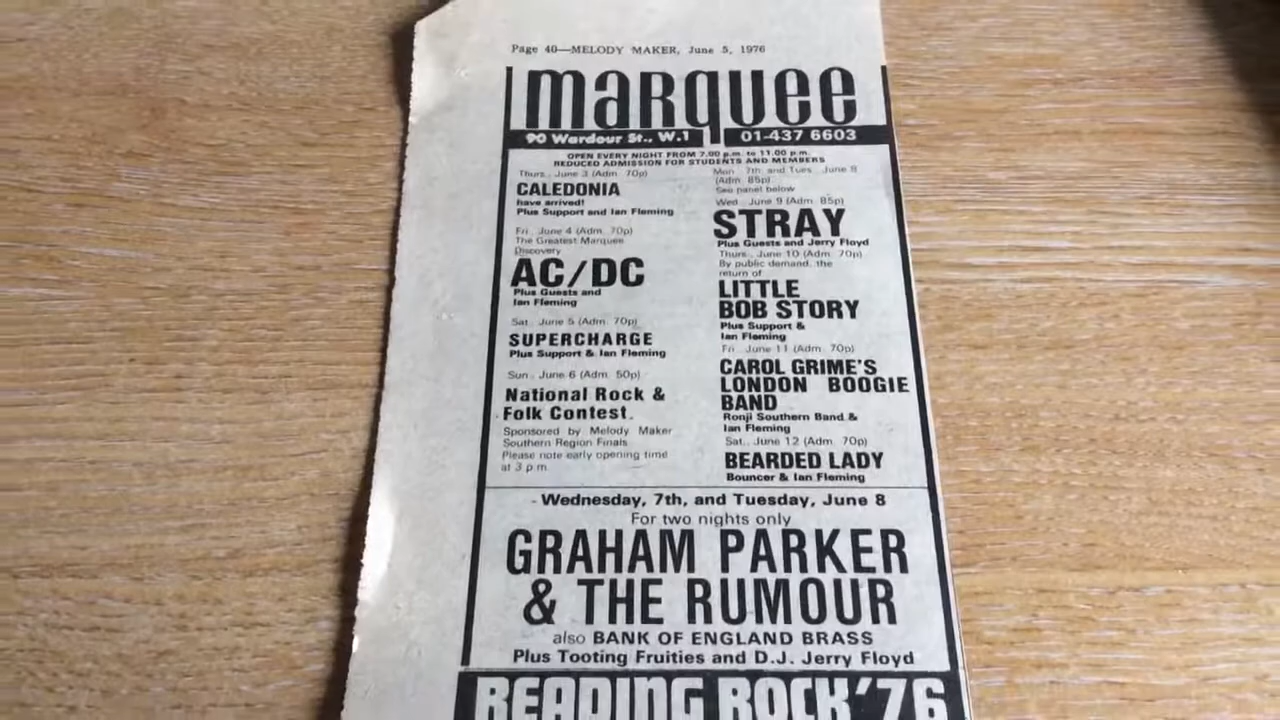 Page 40—MELODY MAKER, June 5, 1976
marquee
90 Wardour St., W.1
01-437 6603
OPEN EVERY NIGHT FROM 7.00 p.m. to 11.00 p.m.
REDUCED ADMISSION FOR STUDENTS AND MEMBERS
Thurs., June 3 (Adm. 70p)
CALEDONIA
have arrived!
Plus Support and Ian Fleming
Fri., June 4 (Adm. 70p)
The Greatest Marquee
Discovery
AC/DC
Plus Guests and
Ian Fleming
Sat., June 5 (Adm. 70p)
SUPERCHARGE
Plus Support & Ian Fleming
Sun., June 6 (Adm. 50p)
National Rock &
Folk Contest.
Sponsored by Melody Maker
Southern Region Finals
Please note early opening time
at 3 p.m.
Mon. 7th and Tues., June 8
(Adm. 85p)
See panel below
Wed., June 9 (Adm. 85p)
STRAY
Plus Guests and Jerry Floyd
Thurs., June 10 (Adm. 70p)
By public demand, the
return of
LITTLE
BOB STORY
Plus Support &
Ian Fleming
Fri., June 11 (Adm. 70p)
CAROL GRIME'S
LONDON BOOGIE
BAND
Ronji Southern Band &
Ian Fleming
Sat., June 12 (Adm. 70p)
BEARDED LADY
Bouncer & Ian Fleming
Wednesday, 7th, and Tuesday, June 8
For two nights only
GRAHAM PARKER
& THE RUMOUR
also BANK OF ENGLAND BRASS
Plus Tooting Fruities and D.J. Jerry Floyd
READING ROCK '76